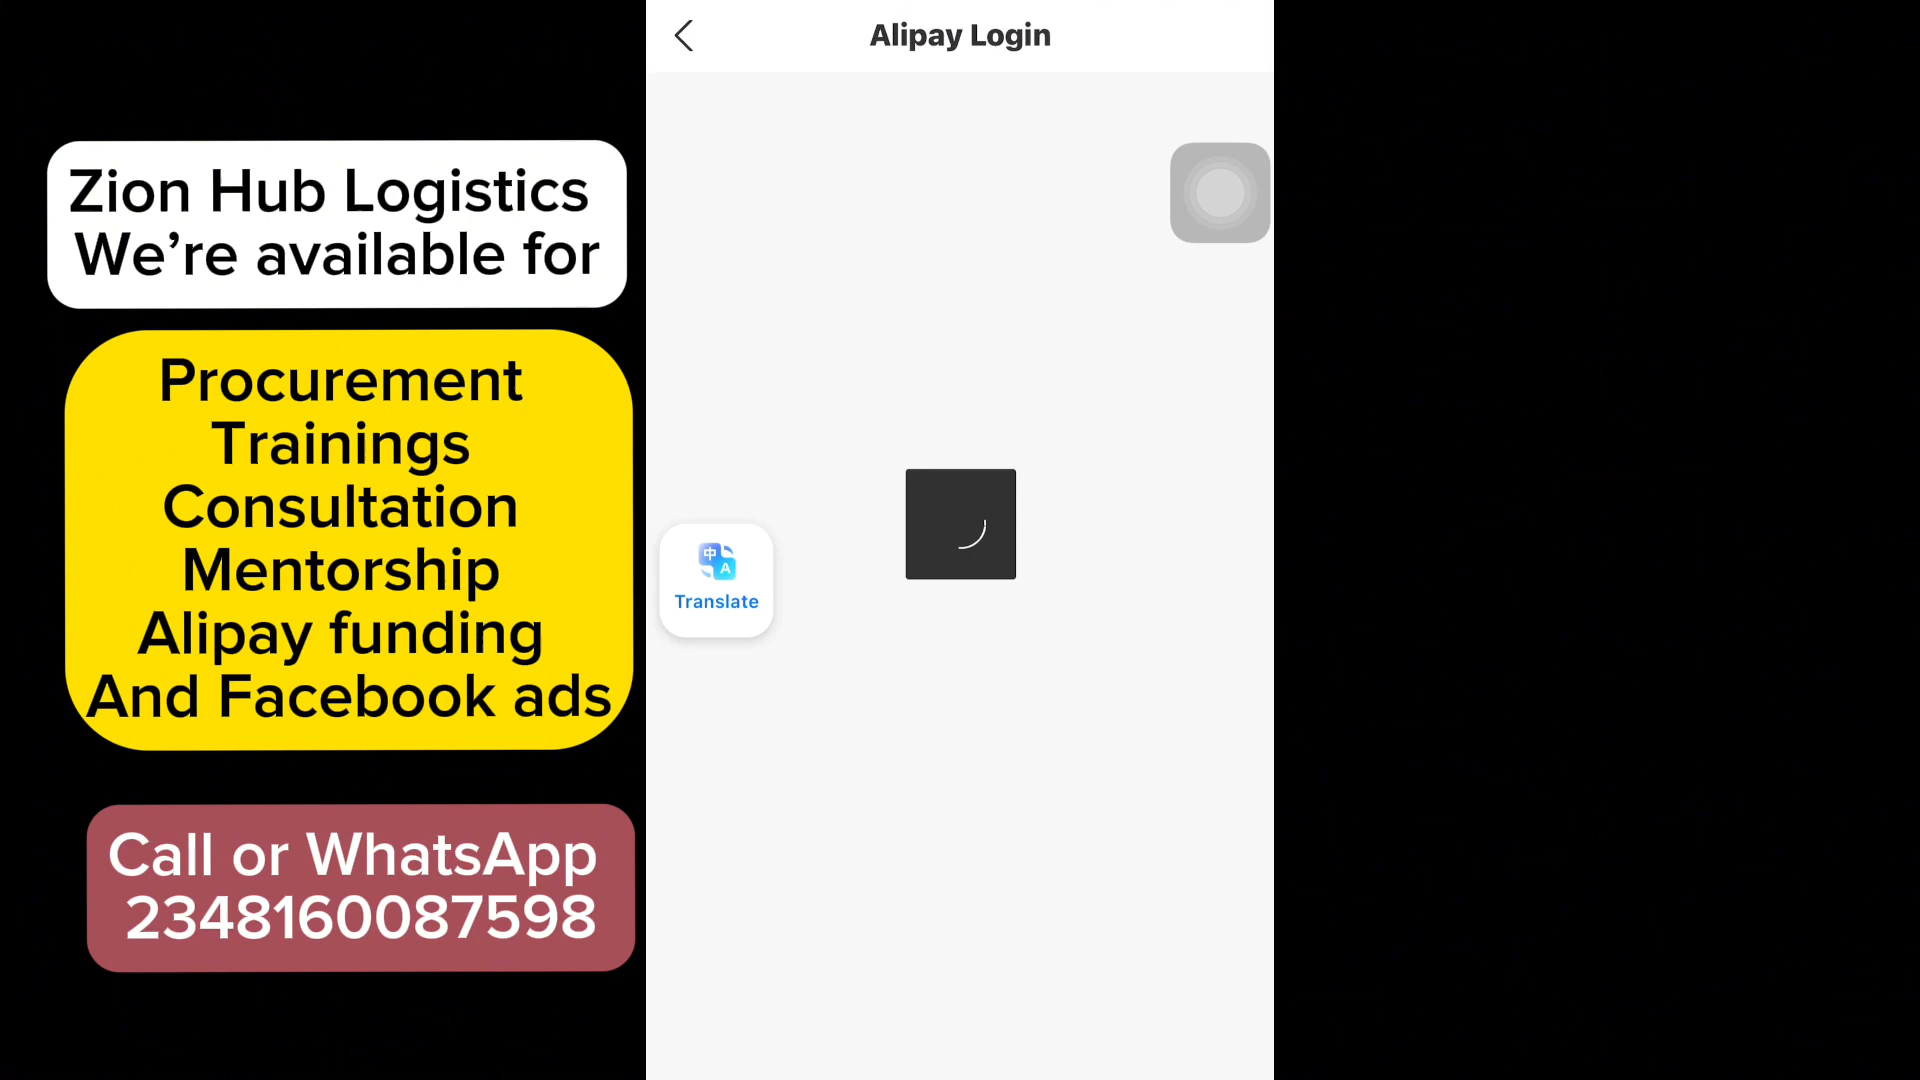 Zion Hub Logistics
We’re available for
Procurement
Trainings
Consultation
Mentorship
Alipay funding
And Facebook ads
Call or WhatsApp
2348160087598
Alipay Login
中
A
Translate